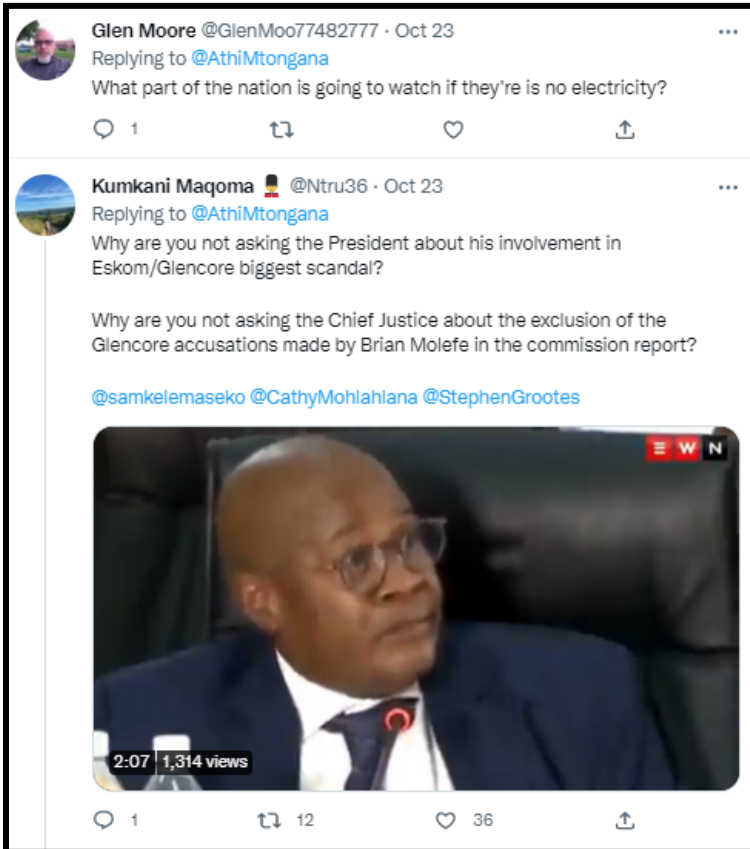 Glen Moore @GlenMoo77482777 · Oct 23
Replying to @AthiMtongana
What part of the nation is going to watch if they're is no electricity?
1
Kumkani Maqoma 💂 @Ntru36 · Oct 23
Replying to @AthiMtongana
Why are you not asking the President about his involvement in
Eskom/Glencore biggest scandal?
Why are you not asking the Chief Justice about the exclusion of the
Glencore accusations made by Brian Molefe in the commission report?
@samkelemaseko @CathyMohlahlana @StephenGrootes
EWN
2:07 1,314 views
1 12 36